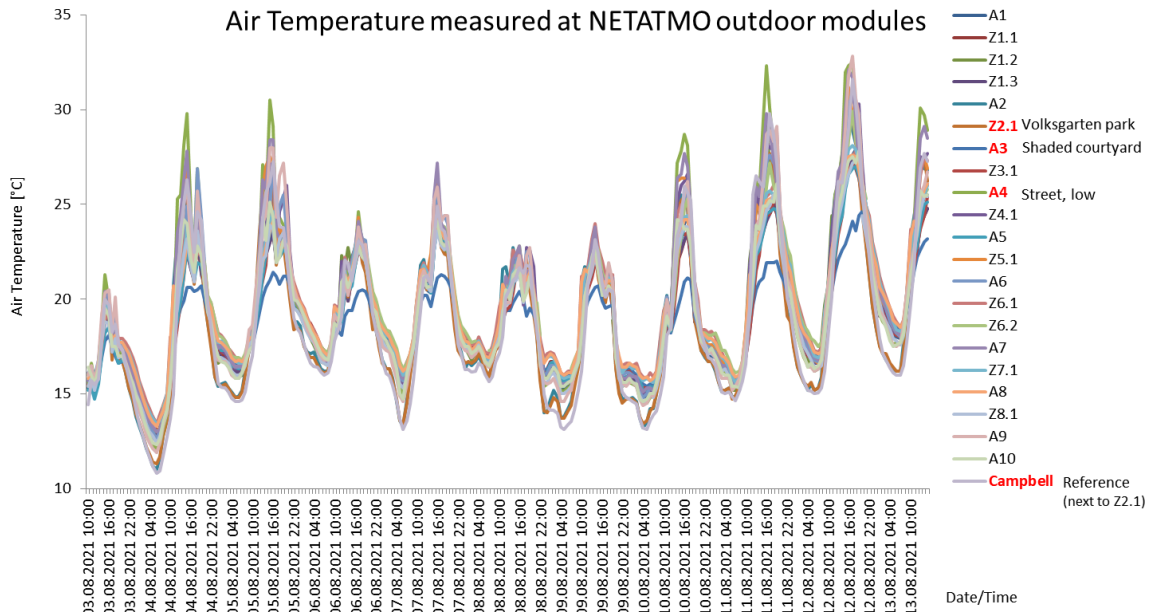 Air Temperature measured at NETATMO outdoor modules
35
30
25
20
15
10
Air Temperature [°C]
03.08.2021 10:00
03.08.2021 16:00
03.08.2021 22:00
04.08.2021 04:00
04.08.2021 10:00
04.08.2021 16:00
04.08.2021 22:00
05.08.2021 04:00
05.08.2021 10:00
05.08.2021 16:00
05.08.2021 22:00
06.08.2021 04:00
06.08.2021 10:00
06.08.2021 16:00
06.08.2021 22:00
07.08.2021 04:00
07.08.2021 10:00
07.08.2021 16:00
07.08.2021 22:00
08.08.2021 04:00
08.08.2021 10:00
08.08.2021 16:00
08.08.2021 22:00
09.08.2021 04:00
09.08.2021 10:00
09.08.2021 16:00
09.08.2021 22:00
10.08.2021 04:00
10.08.2021 10:00
10.08.2021 16:00
10.08.2021 22:00
11.08.2021 04:00
11.08.2021 10:00
11.08.2021 16:00
11.08.2021 22:00
12.08.2021 04:00
12.08.2021 10:00
12.08.2021 16:00
12.08.2021 22:00
13.08.2021 04:00
13.08.2021 10:00
Date/Time
A1
Z1.1
Z1.2
Z1.3
A2
Z2.1 Volksgarten park
A3 Shaded courtyard
Z3.1
A4 Street, low
Z4.1
A5
Z5.1
A6
Z6.1
Z6.2
A7
Z7.1
A8
Z8.1
A9
A10
Campbell Reference
(next to Z2.1)